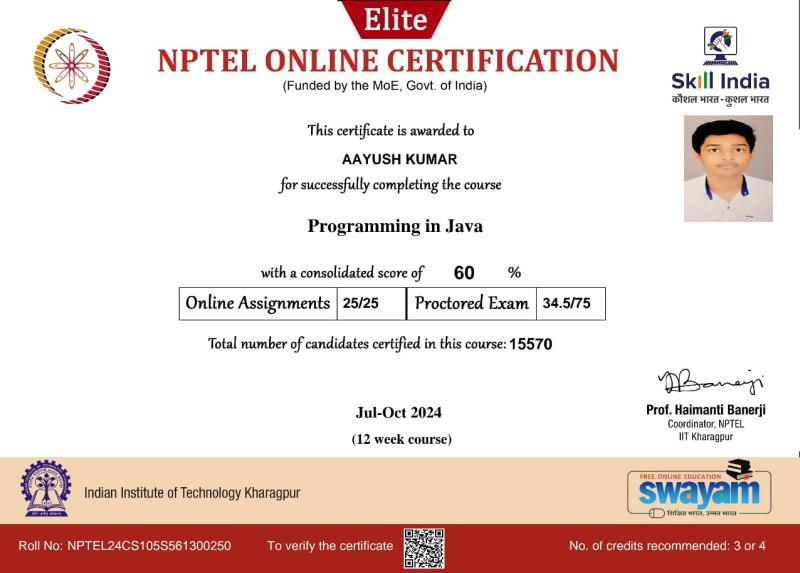 Elite
NPTEL ONLINE CERTIFICATION
(Funded by the MoE, Govt. of India)
Skill India
कौशल भारत - कुशल भारत
This certificate is awarded to
AAYUSH KUMAR
for successfully completing the course
Programming in Java
with a consolidated score of 60 %
Online Assignments 25/25 Proctored Exam 34.5/75
Total number of candidates certified in this course: 15570
Jul-Oct 2024
(12 week course)
Prof. Haimanti Banerji
Coordinator, NPTEL
IIT Kharagpur
Indian Institute of Technology Kharagpur
FREE ONLINE EDUCATION
swayam
शिक्षित भारत, उन्नत भारत
Roll No: NPTEL24CS105S561300250 To verify the certificate No. of credits recommended: 3 or 4